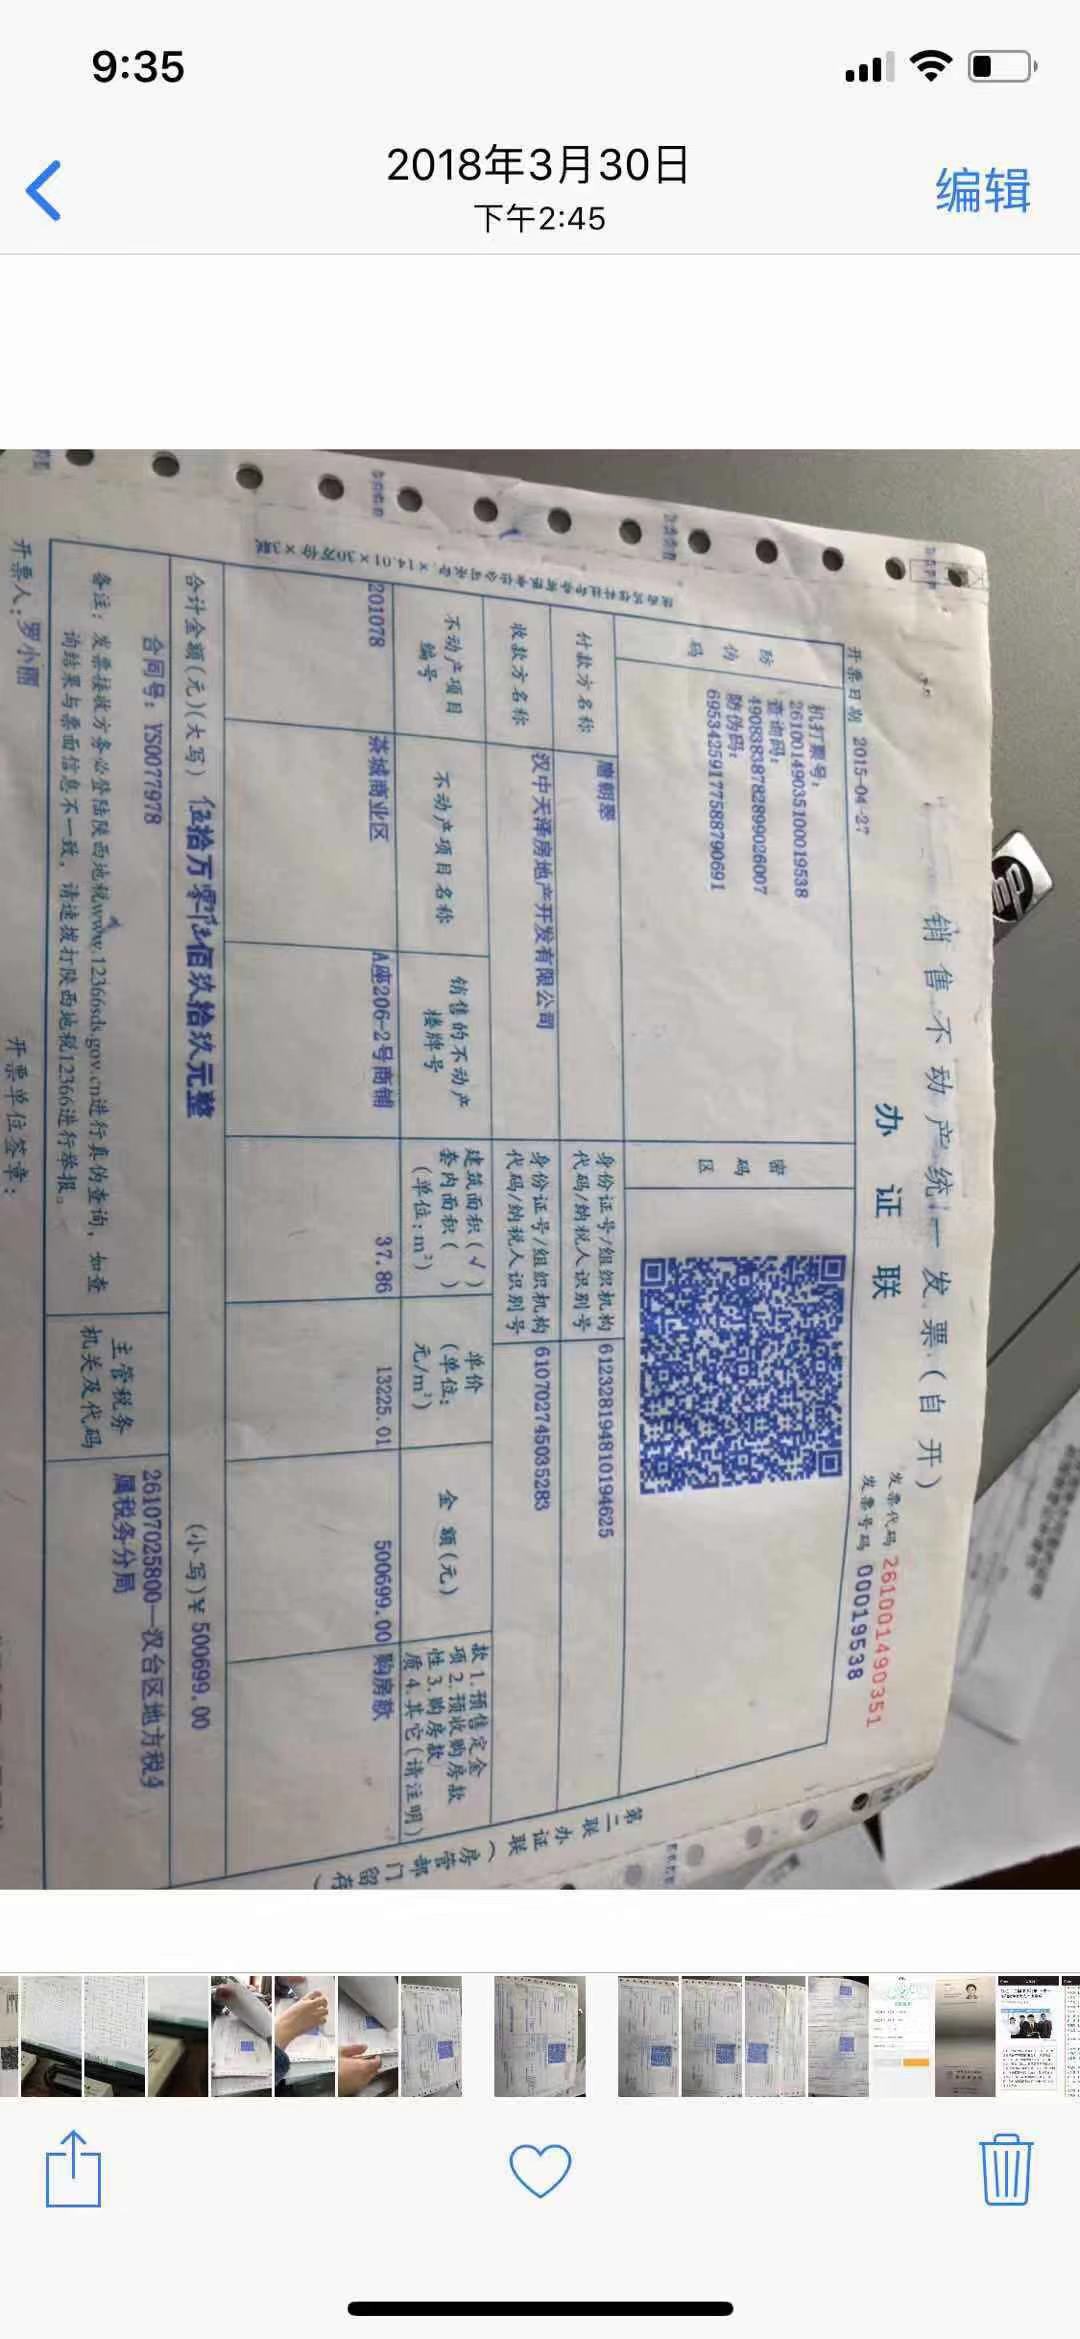 9:35
2018年3月30日
下午2:45
编辑
销售不动产统一发票(自开)
办证联
发票代码 261001490351
发票号码 00019538
开票日期 2015-04-27
防伪码
机打票号:
26100149035100019538
查询码:
49083838782899026007
防伪码:
69534259177588790691
密码区
付款方名称
唐朝翠
身份证号/组织机构代码/纳税人识别号
612328194810194625
收款方名称
汉中天泽房地产开发有限公司
身份证号/组织机构代码/纳税人识别号
610702745035283
不动产项目编号
不动产项目名称
销售的不动产楼牌号
建筑面积(√)
套内面积( )
(单位:m²)
单价
(单位:元/m²)
金额(元)
款项性质
1.预售定金
2.预收购房款
3.购房款
4.其它(请注明)
201078
茶城商业区
A座206-2号商铺
37.86
13225.01
500699.00
购房款
合计金额(元)(大写) 伍拾万零陆佰玖拾玖元整
(小写)¥ 500699.00
合同号: YS0077978
备注: 发票接收方务必登陆陕西地税www.12366sds.gov.cn进行真伪查询, 如查
询结果与票面信息不一致, 请速拨打陕西地税12366进行举报。
主管税务
机关及代码
26107025800—汉台区地方税务
属税务分局
开票人: 罗小丽
开票单位签章:
第二联 办证联(房管部门留存)